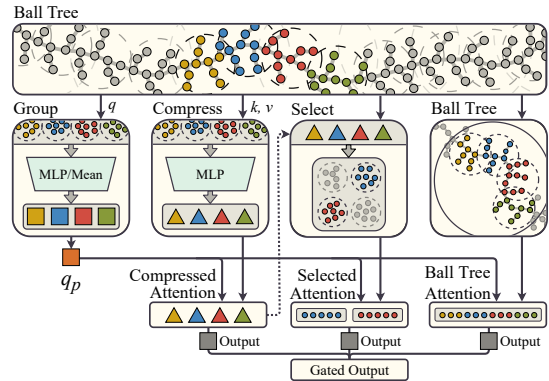 Ball Tree
Group
q
Compress
k, v
Select
Ball Tree
MLP/Mean
MLP
q_p
Compressed
Attention
Selected
Attention
Ball Tree
Attention
Output
Output
Output
Gated Output